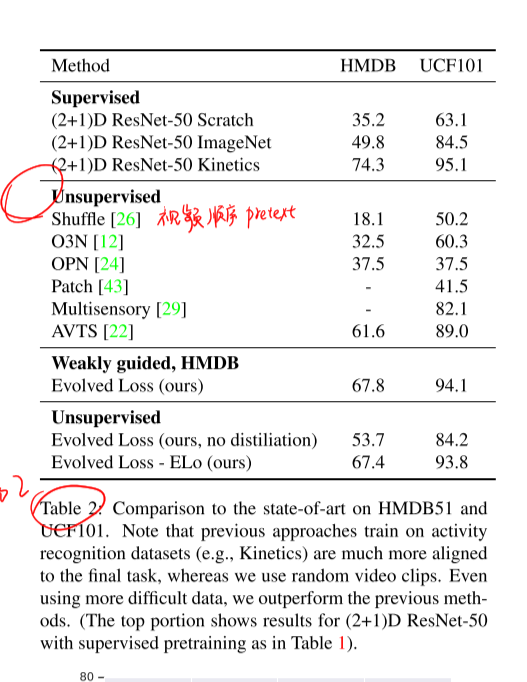 Method HMDB UCF101
Supervised
(2+1)D ResNet-50 Scratch 35.2 63.1
(2+1)D ResNet-50 ImageNet 49.8 84.5
(2+1)D ResNet-50 Kinetics 74.3 95.1
Unsupervised
Shuffle [26] 视频顺序 pretext 18.1 50.2
O3N [12] 32.5 60.3
OPN [24] 37.5 37.5
Patch [43] - 41.5
Multisensory [29] - 82.1
AVTS [22] 61.6 89.0
Weakly guided, HMDB
Evolved Loss (ours) 67.8 94.1
Unsupervised
Evolved Loss (ours, no distiliation) 53.7 84.2
Evolved Loss - ELo (ours) 67.4 93.8
Table 2: Comparison to the state-of-art on HMDB51 and
UCF101. Note that previous approaches train on activity
recognition datasets (e.g., Kinetics) are much more aligned
to the final task, whereas we use random video clips. Even
using more difficult data, we outperform the previous meth-
ods. (The top portion shows results for (2+1)D ResNet-50
with supervised pretraining as in Table 1).
80